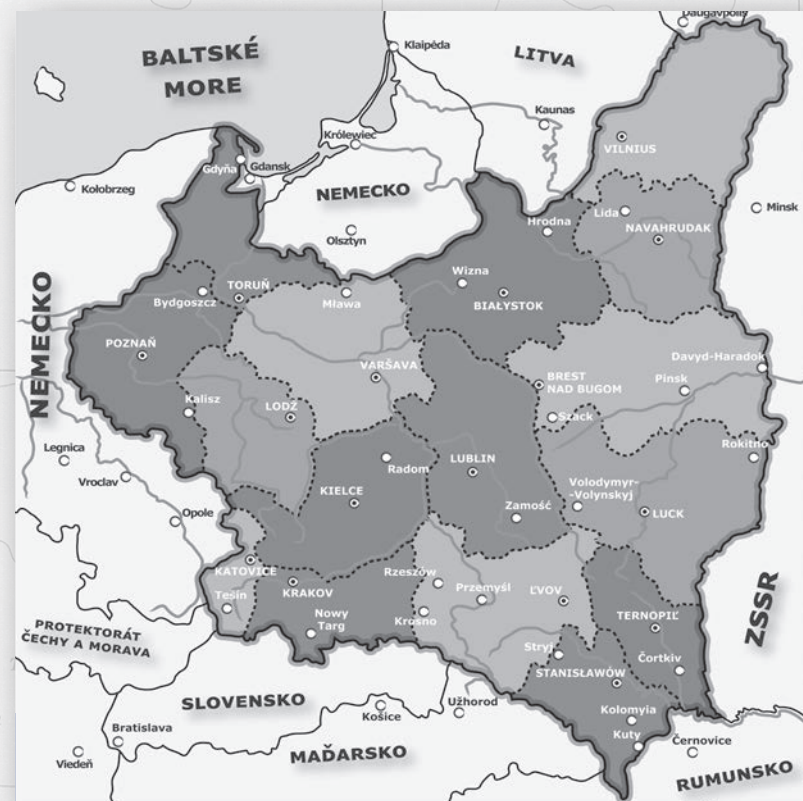 Daugavpols
BALTSKÉ
MORE
Klaipėda
LITVA
Kaunas
VILNIUS
Królewiec
Gdyňa
Gdansk
Kołobrzeg
NEMECKO
Olsztyn
Hrodna
Lida
NAVAHRUDAK
Minsk
NEMECKO
Bydgoszcz
TORUŇ
Mława
Wizna
BIAŁYSTOK
POZNAŇ
VARŠAVA
Davyd-Haradok
BREST
NAD BUGOM
Pinsk
Kalisz
LODŽ
Szack
Legnica
Vroclav
Radom
LUBLIN
Rokitno
Volodymyr-
-Volynskyj
KIELCE
Zamość
LUCK
Opole
KATOVICE
KRAKOV
Rzeszów
Przemyśl
ĽVOV
Tešín
Nowy
Targ
Krosno
TERNOPIĽ
ZSSR
PROTEKTORÁT
ČECHY A MORAVA
Stryj
STANISŁAWÓW
Čortkiv
SLOVENSKO
Košice
Užhorod
Kolomyia
Kuty
Černovice
Bratislava
Viedeň
MAĎARSKO
RUMUNSKO